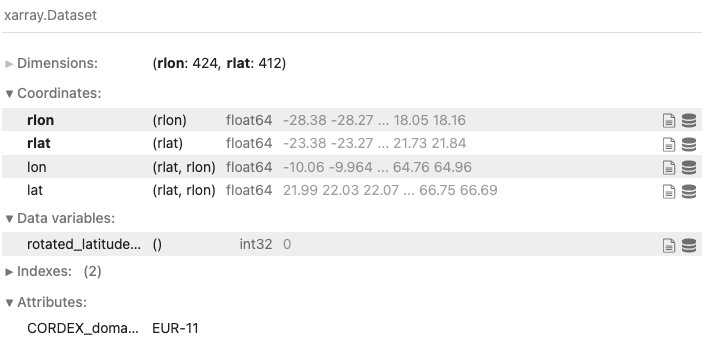 xarray.Dataset
▸ Dimensions: (rlon: 424, rlat: 412)
▾ Coordinates:
rlon (rlon) float64 -28.38 -28.27 ... 18.05 18.16
rlat (rlat) float64 -23.38 -23.27 ... 21.73 21.84
lon (rlat, rlon) float64 -10.06 -9.964 ... 64.76 64.96
lat (rlat, rlon) float64 21.99 22.03 22.07 ... 66.75 66.69
▾ Data variables:
rotated_latitude... () int32 0
▸ Indexes: (2)
▾ Attributes:
CORDEX_doma... EUR-11